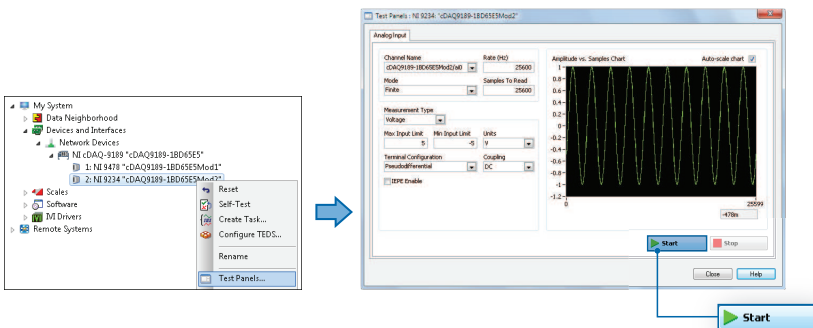 My System
Data Neighborhood
Devices and Interfaces
Network Devices
NI cDAQ-9189 "cDAQ9189-1BD65E5"
1: NI 9478 "cDAQ9189-1BD65E5Mod1"
2: NI 9234 "cDAQ9189-1BD65E5Mod2"
Scales
Software
IVI Drivers
Remote Systems
Reset
Self-Test
Create Task...
Configure TEDS...
Rename
Test Panels...
Test Panels : NI 9234: "cDAQ9189-1BD65E5Mod2"
Analog Input
Channel Name
cDAQ9189-1BD65E5Mod2/ai0
Rate (Hz)
25600
Mode
Finite
Samples To Read
25600
Measurement Type
Voltage
Max Input Limit
5
Min Input Limit
-5
Units
V
Terminal Configuration
Pseudodifferential
Coupling
DC
IEPE Enable
Amplitude vs. Samples Chart
Auto-scale chart
1
0.8
0.6
0.4
0.2
0
-0.2
-0.4
-0.6
-0.8
-1
-1.2
0
25599
-478m
Start
Stop
Close
Help
Start